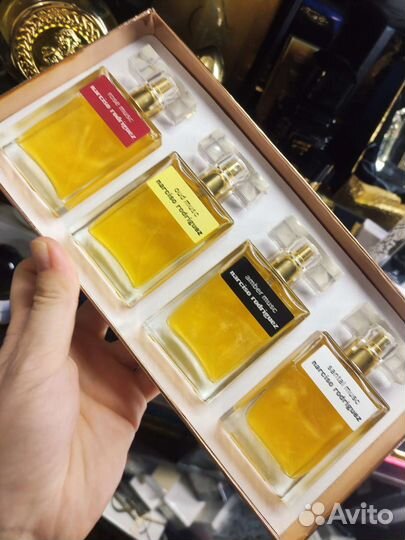 rose musc
narciso rodriguez
oud musc
narciso rodriguez
amber musc
narciso rodriguez
santal musc
narciso rodriguez
Avito